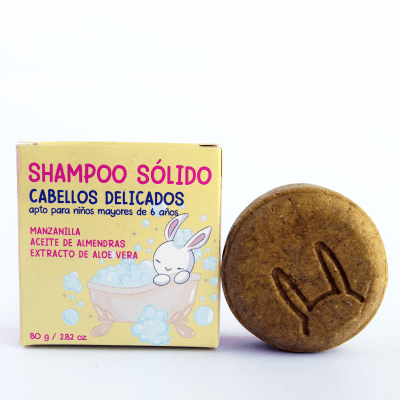 SHAMPOO SÓLIDO
CABELLOS DELICADOS
apto para niños mayores de 6 años
MANZANILLA
ACEITE DE ALMENDRAS
EXTRACTO DE ALOE VERA
80 g / 2.82 oz